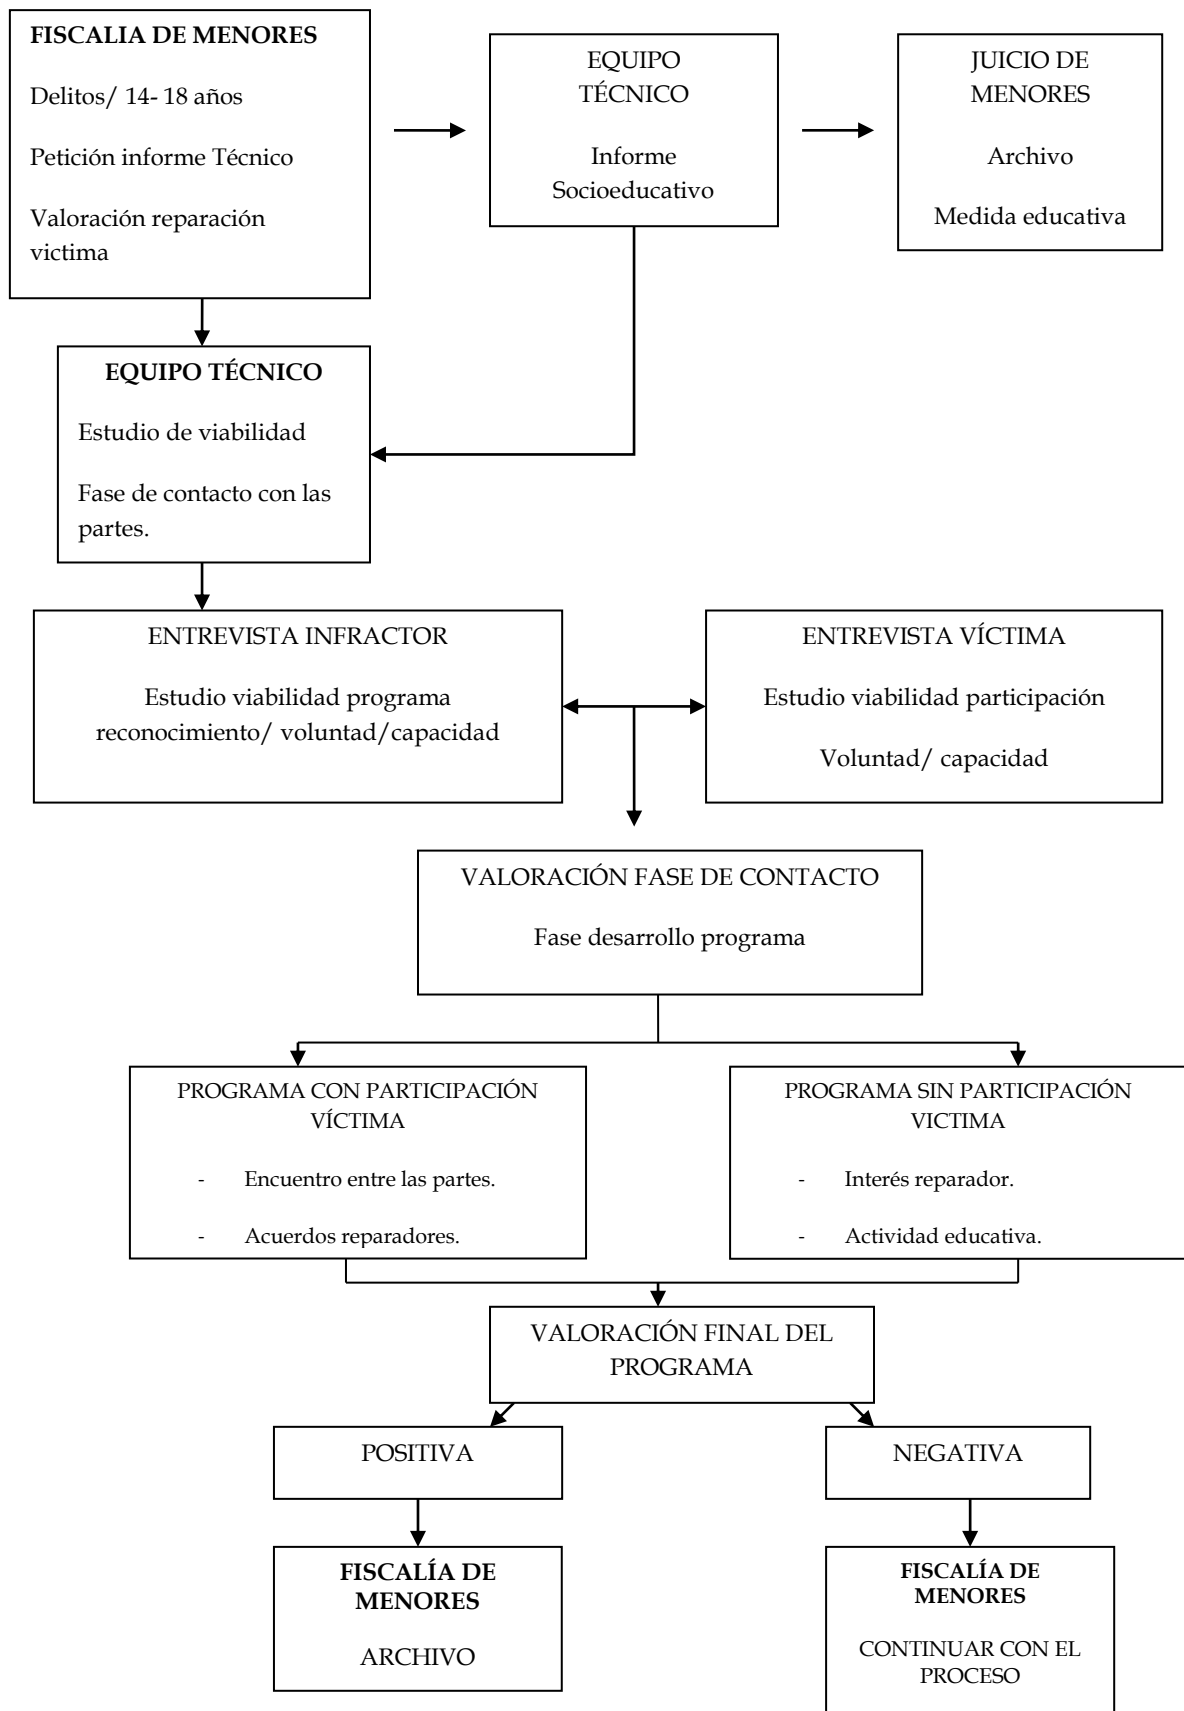 FISCALIA DE MENORES
Delitos/ 14- 18 años
Petición informe Técnico
Valoración reparación
victima
EQUIPO
TÉCNICO
Informe
Socioeducativo
JUICIO DE
MENORES
Archivo
Medida educativa
EQUIPO TÉCNICO
Estudio de viabilidad
Fase de contacto con las
partes.
ENTREVISTA INFRACTOR
Estudio viabilidad programa
reconocimiento/ voluntad/capacidad
ENTREVISTA VÍCTIMA
Estudio viabilidad participación
Voluntad/ capacidad
VALORACIÓN FASE DE CONTACTO
Fase desarrollo programa
PROGRAMA CON PARTICIPACIÓN
VÍCTIMA
- Encuentro entre las partes.
- Acuerdos reparadores.
PROGRAMA SIN PARTICIPACIÓN
VICTIMA
- Interés reparador.
- Actividad educativa.
VALORACIÓN FINAL DEL
PROGRAMA
POSITIVA
NEGATIVA
FISCALÍA DE
MENORES
ARCHIVO
FISCALÍA DE
MENORES
CONTINUAR CON EL
PROCESO